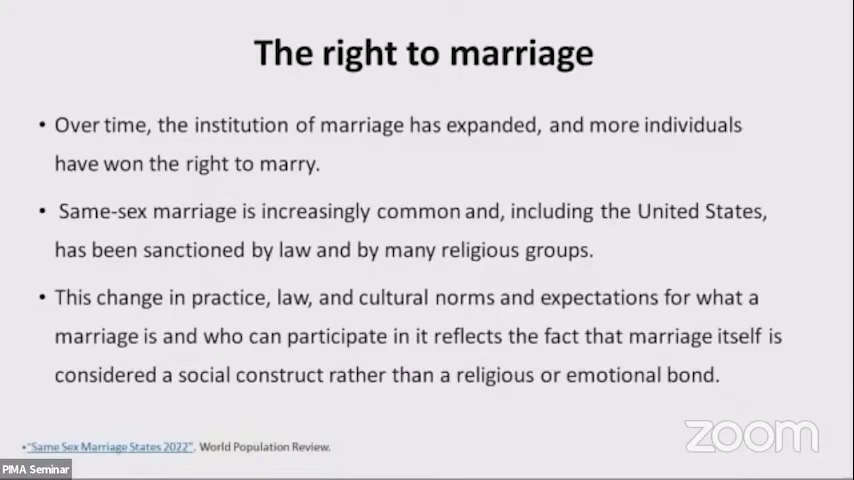 The right to marriage
• Over time, the institution of marriage has expanded, and more individuals
have won the right to marry.
• Same-sex marriage is increasingly common and, including the United States,
has been sanctioned by law and by many religious groups.
• This change in practice, law, and cultural norms and expectations for what a
marriage is and who can participate in it reflects the fact that marriage itself is
considered a social construct rather than a religious or emotional bond.
•"Same Sex Marriage States 2022". World Population Review.
zoom
PIMA Seminar